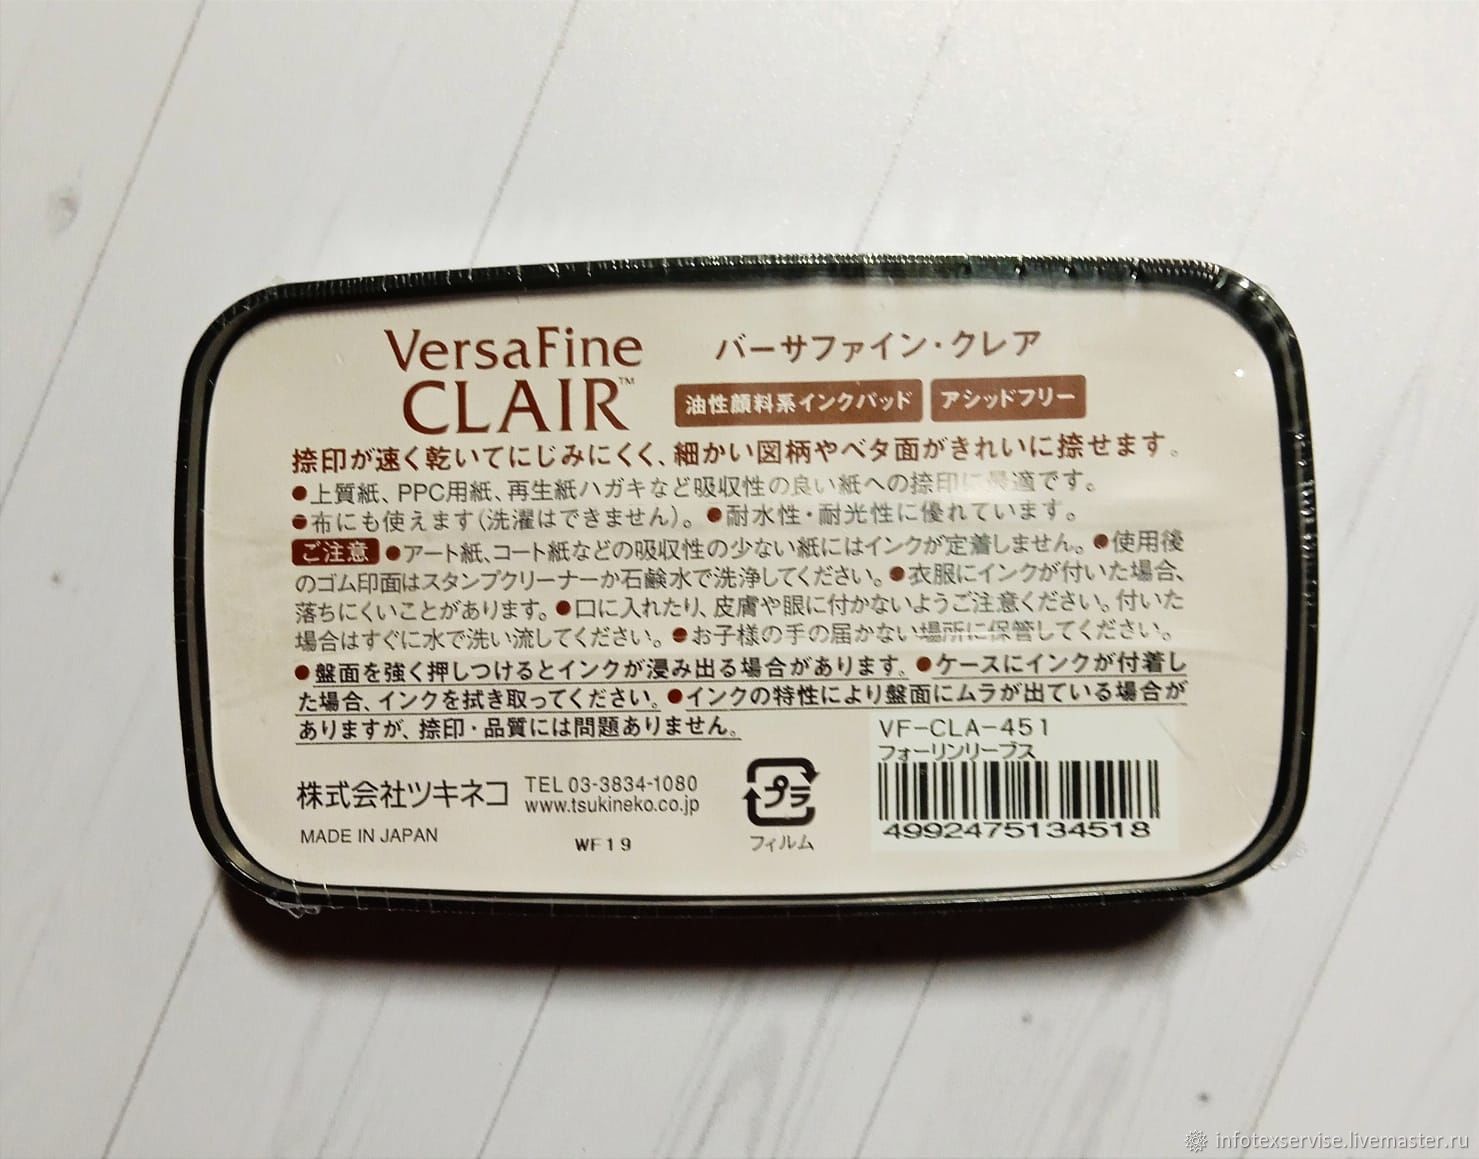 VersaFine
CLAIR™
バーサファイン・クレア
油性顔料系インクパッド アシッドフリー
捺印が速く乾いてにじみにくく、細かい図柄やベタ面がきれいに捺せます。
●上質紙、PPC用紙、再生紙ハガキなど吸収性の良い紙への捺印に最適です。
●布にも使えます(洗濯はできません)。 ●耐水性・耐光性に優れています。
ご注意 ●アート紙、コート紙などの吸収性の少ない紙にはインクが定着しません。 ●使用後
のゴム印面はスタンプクリーナーか石鹸水で洗浄してください。 ●衣服にインクが付いた場合、
落ちにくいことがあります。 ●口に入れたり、皮膚や眼に付かないようご注意ください。付いた
場合はすぐに水で洗い流してください。 ●お子様の手の届かない場所に保管してください。
●盤面を強く押しつけるとインクが浸み出る場合があります。 ●ケースにインクが付着し
た場合、インクを拭き取ってください。 ●インクの特性により盤面にムラが出ている場合が
ありますが、捺印・品質には問題ありません。
VF-CLA-451
フォーリンリーブス
4992475134518
株式会社ツキネコ
TEL 03-3834-1080
www.tsukineko.co.jp
MADE IN JAPAN
WF19
プラ
フィルム
infotexservise.livemaster.ru